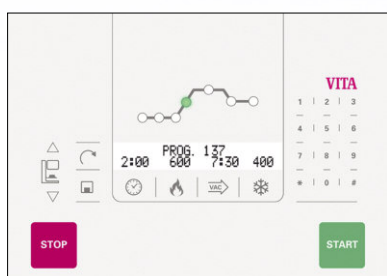 VITA
1 | 2 | 3
4 | 5 | 6
7 | 8 | 9
* | 0 | #
PROG. 137
2:00 600 7:30 400
VAC
STOP
START